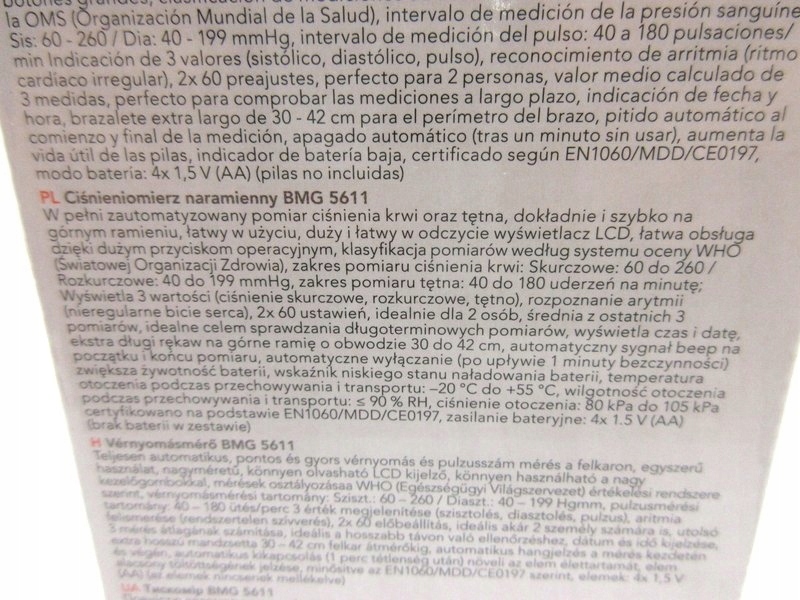 la OMS (Organización Mundial de la Salud), intervalo de medición de la presión sanguíne
Sis: 60 - 260 / Dia: 40 - 199 mmHg, intervalo de medición del pulso: 40 a 180 pulsaciones/
min Indicación de 3 valores (sistólico, diastólico, pulso), reconocimiento de arritmia (ritmo
cardíaco irregular), 2x 60 preajustes, perfecto para 2 personas, valor medio calculado de
3 medidas, perfecto para comprobar las mediciones a largo plazo, indicación de fecha y
hora, brazalete extra largo de 30 - 42 cm para el perímetro del brazo, pitido automático al
comienzo y final de la medición, apagado automático (tras un minuto sin usar), aumenta la
vida útil de las pilas, indicador de batería baja, certificado según EN1060/MDD/CE0197,
modo batería: 4x 1,5 V (AA) (pilas no incluidas)
PL Ciśnieniomierz naramienny BMG 5611
W pełni zautomatyzowany pomiar ciśnienia krwi oraz tętna, dokładnie i szybko na
górnym ramieniu, łatwy w użyciu, duży i łatwy w odczycie wyświetlacz LCD, łatwa obsługa
dzięki dużym przyciskom operacyjnym, klasyfikacja pomiarów według systemu oceny WHO
(Światowej Organizacji Zdrowia), zakres pomiaru ciśnienia krwi: Skurczowe: 60 do 260 /
Rozkurczowe: 40 do 199 mmHg, zakres pomiaru tętna: 40 do 180 uderzeń na minutę;
Wyświetla 3 wartości (ciśnienie skurczowe, rozkurczowe, tętno), rozpoznanie arytmii
(nieregularne bicie serca), 2x 60 ustawień, idealnie dla 2 osób, średnia z ostatnich 3
pomiarów, idealne celem sprawdzania długoterminowych pomiarów, wyświetla czas i datę,
ekstra długi rękaw na górne ramię o obwodzie 30 do 42 cm, automatyczny sygnał beep na
początku i końcu pomiaru, automatyczne wyłączanie (po upływie 1 minuty bezczynności)
zwiększa żywotność baterii, wskaźnik niskiego stanu naładowania baterii, temperatura
otoczenia podczas przechowywania i transportu: –20 °C do +55 °C, wilgotność otoczenia
podczas przechowywania i transportu: ≤ 90 % RH, ciśnienie otoczenia: 80 kPa do 105 kPa
certyfikowano na podstawie EN1060/MDD/CE0197, zasilanie bateryjne: 4x 1.5 V (AA)
(brak baterii w zestawie)
H Vérnyomásmérő BMG 5611
Teljesen automatikus, pontos és gyors vérnyomás és pulzusszám mérés a felkaron, egyszerű
használat, nagyméretű, könnyen olvasható LCD kijelző, könnyen használható a nagy
kezelőgombokkal, mérések osztályozásaa WHO (Egészségügyi Világszervezet) értékelési rendszere
szerint, vérnyomásmérési tartomány: Sziszt.: 60 – 260 / Diaszt.: 40 – 199 Hgmm, pulzusmérési
tartomány: 40 – 180 ütés/perc 3 érték megjelenítése (szisztolés, diasztolés, pulzus), aritmia
felismerése (rendszertelen szívverés), 2x 60 előbeállítás, ideális akár 2 személy számára is, utolsó
3 mérés átlagának számítása, ideális a hosszabb távon való ellenőrzéshez, dátum és idő kijelzése,
extra hosszú mandzsetta 30 – 42 cm felkar átmérőkig, automatikus hangjelzés a mérés kezdetén
és végén, automatikus kikapcsolás (1 perc tétlenség után) növeli az elem élettartamát, elem
alacsony töltöttségének jelzése, minősítve az EN1060/MDD/CE0197 szerint, elemek: 4x 1,5 V
(AA) (az elemek nincsenek mellékelve)
UA Тискомір BMG 5611